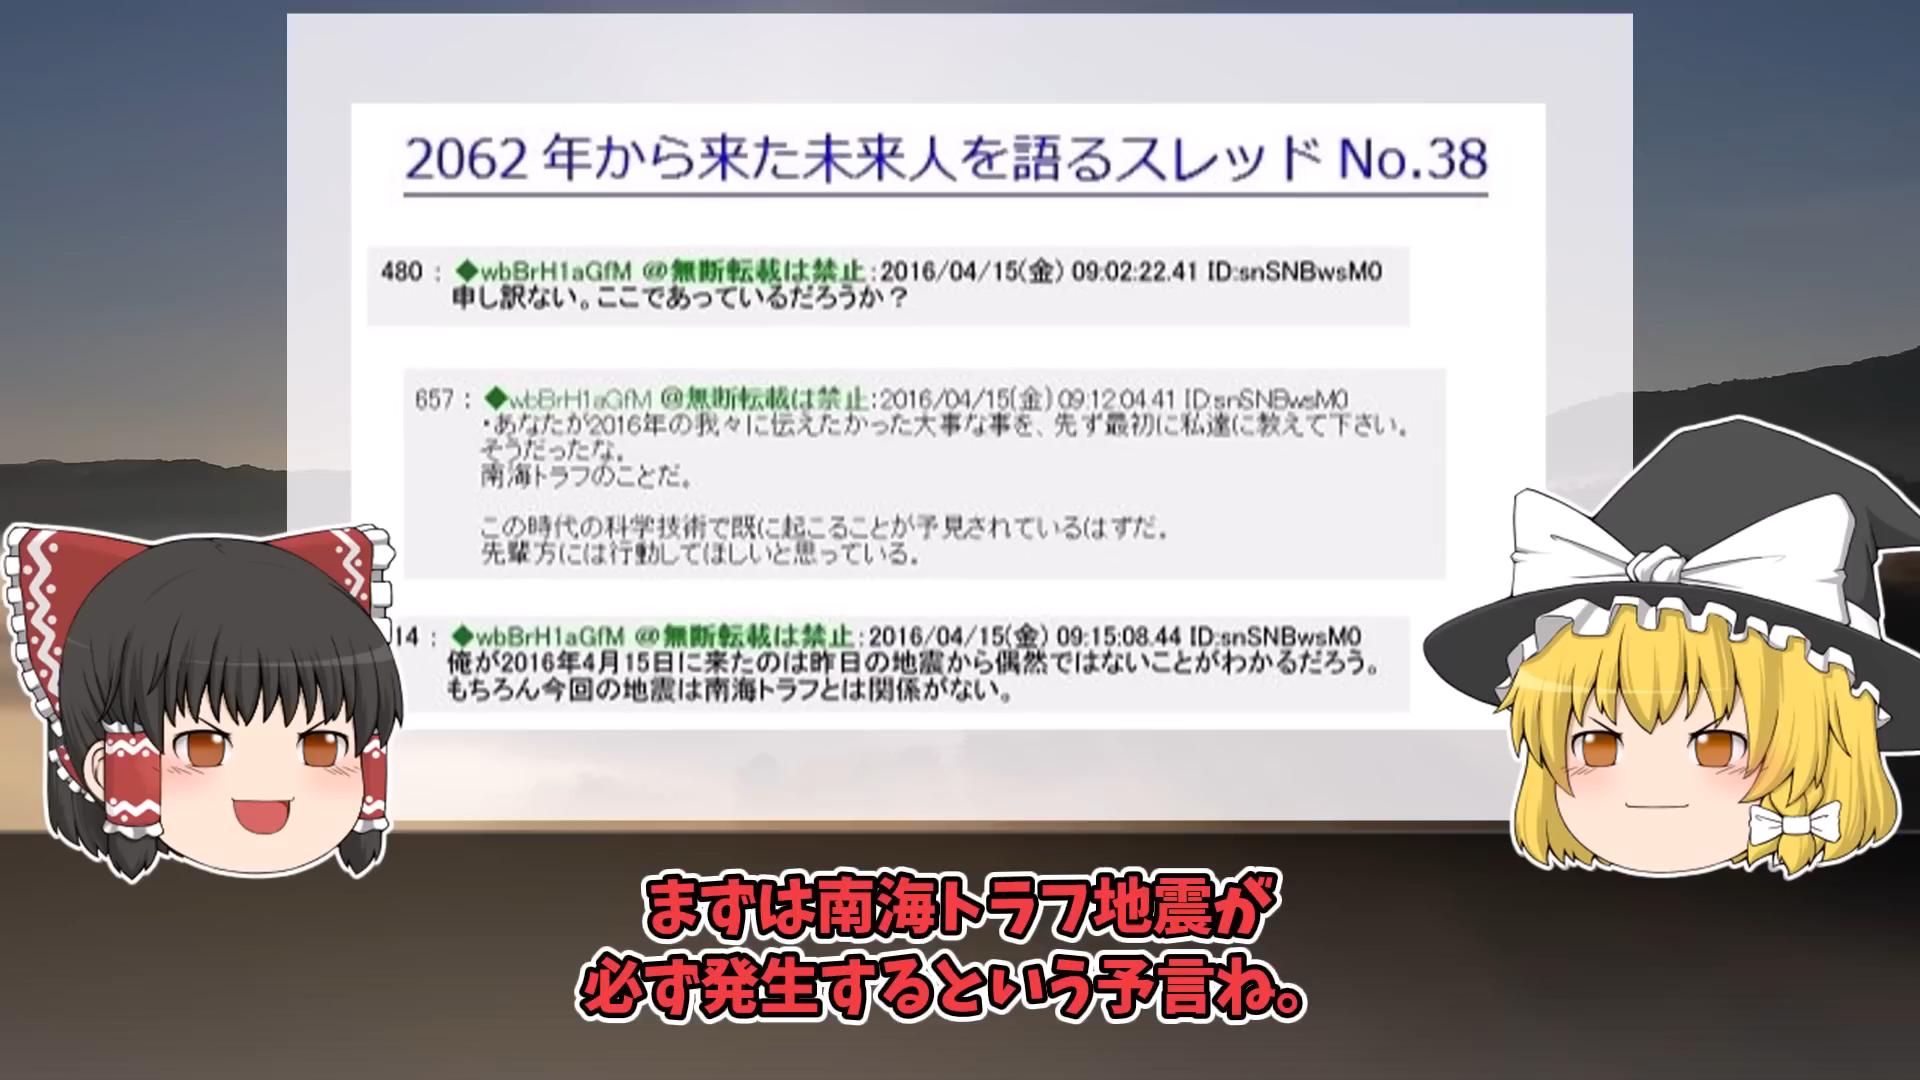 2062年から来た未来人を語るスレッド No.38
480 : ◆wbBrH1aGfM @無断転載は禁止:2016/04/15(金) 09:02:22.41 ID:snSNBwsM0
申し訳ない。ここであっているだろうか？
657 : ◆wbBrH1aGfM @無断転載は禁止:2016/04/15(金) 09:12:04.41 ID:snSNBwsM0
・あなたが2016年の我々に伝えたかった大事な事を、先ず最初に私達に教えて下さい。
そうだったな。
南海トラフのことだ。
この時代の科学技術で既に起こることが予見されているはずだ。
先輩方には行動してほしいと思っている。
14 : ◆wbBrH1aGfM @無断転載は禁止:2016/04/15(金) 09:15:08.44 ID:snSNBwsM0
俺が2016年4月15日に来たのは昨日の地震から偶然ではないことがわかるだろう。
もちろん今回の地震は南海トラフとは関係がない。
まずは南海トラフ地震が
必ず発生するという予言ね。